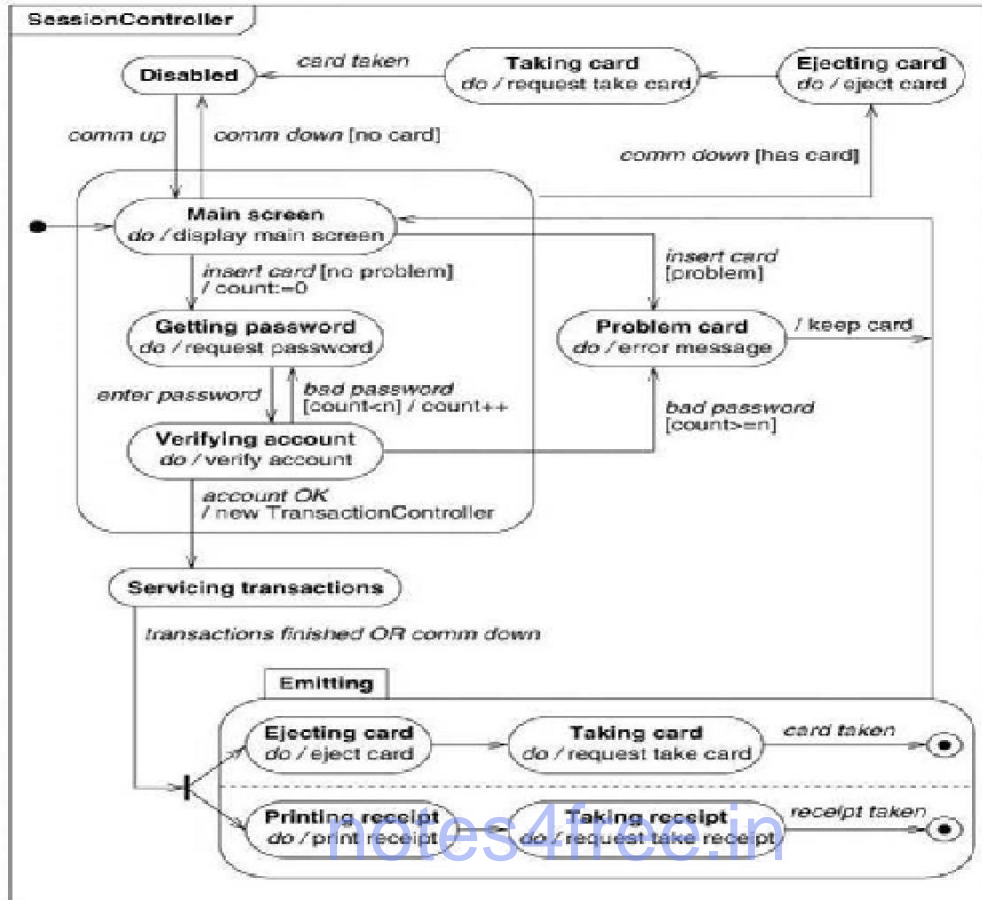 SessionController
Disabled
card taken
Taking card
do / request take card
Ejecting card
do / eject card
comm up
comm down [no card]
comm down [has card]
Main screen
do / display main screen
insert card [no problem]
/ count:=0
insert card
[problem]
Getting password
do / request password
Problem card
do / error message
/ keep card
enter password
bad password
[count<n] / count++
bad password
[count>=n]
Verifying account
do / verify account
account OK
/ new TransactionController
Servicing transactions
transactions finished OR comm down
Emitting
Ejecting card
do / eject card
Taking card
do / request take card
card taken
Printing receipt
do / print receipt
Taking receipt
do / request take receipt
receipt taken
notes4free.in